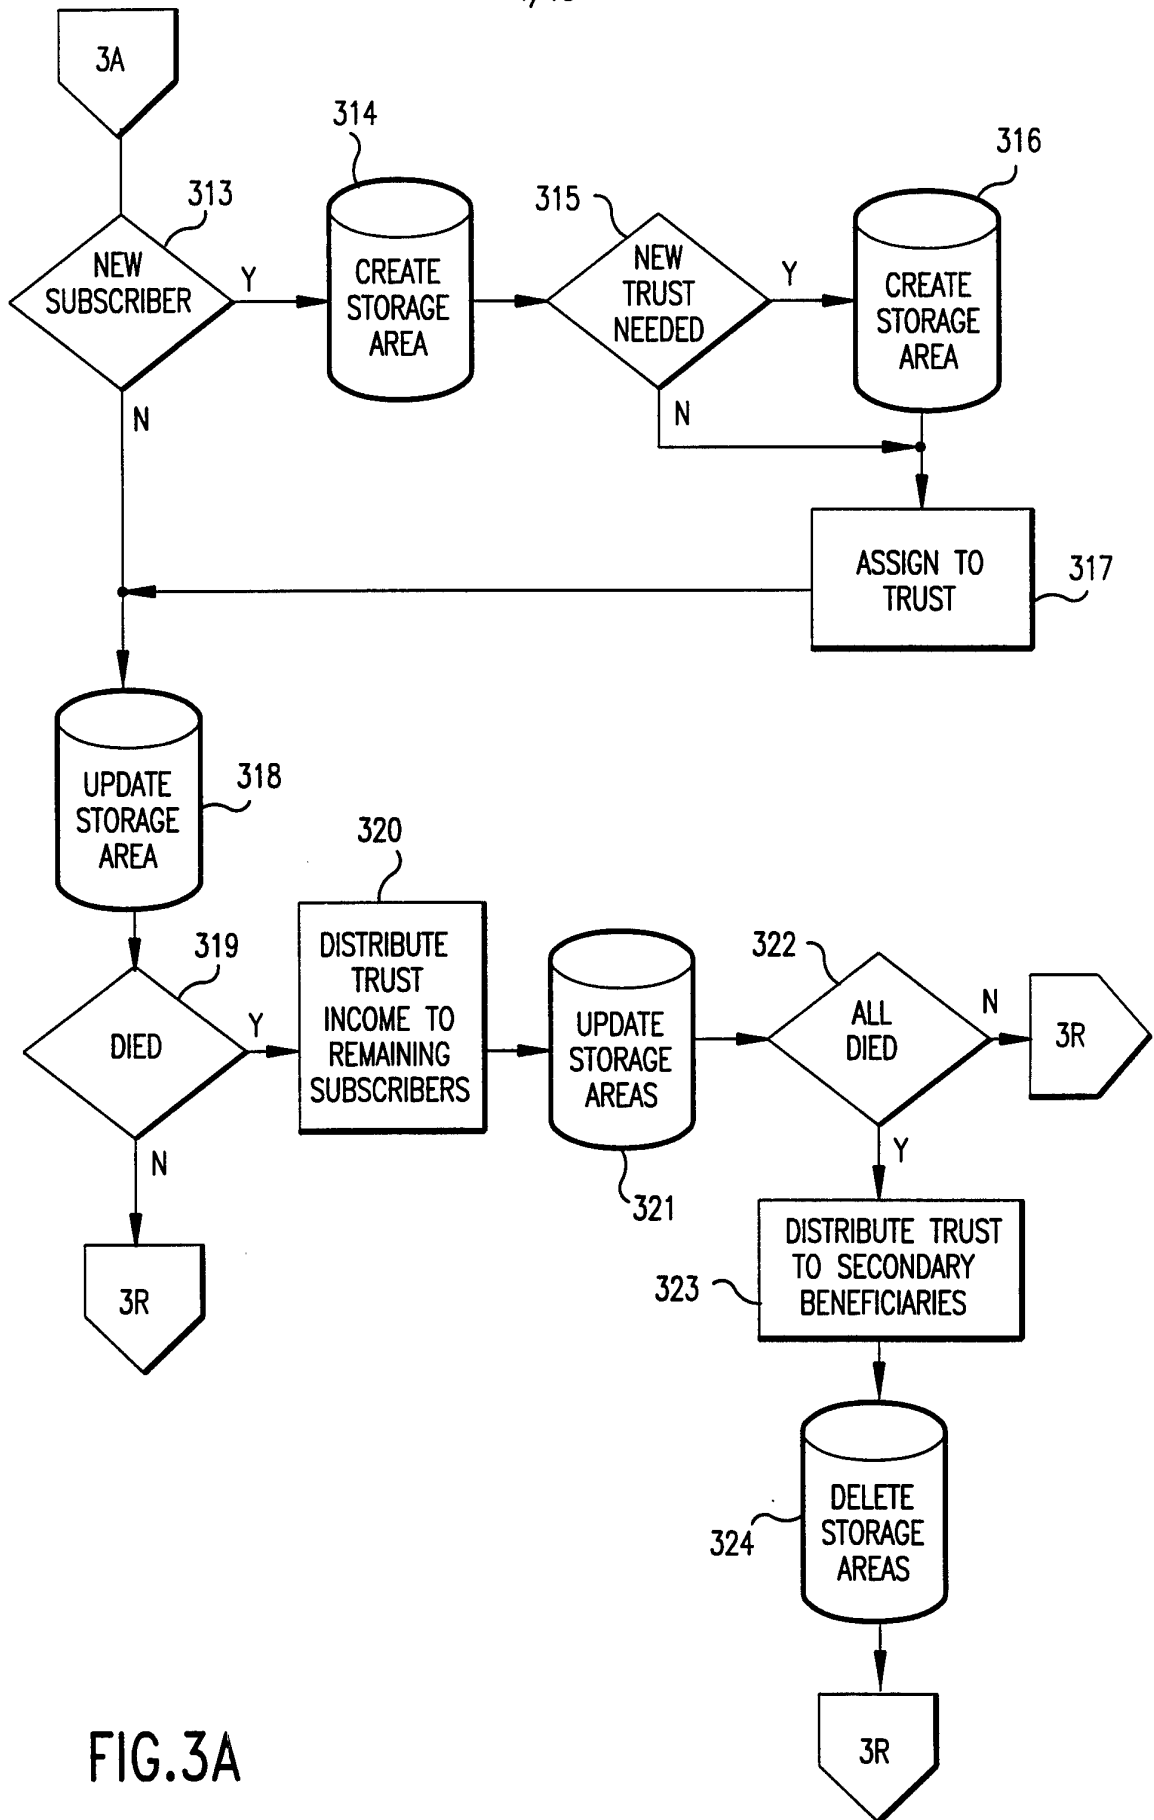 3A
313
NEW
SUBSCRIBER
Y
N
314
CREATE
STORAGE
AREA
315
NEW
TRUST
NEEDED
Y
N
316
CREATE
STORAGE
AREA
ASSIGN TO
TRUST
317
UPDATE
STORAGE
AREA
318
319
DIED
Y
N
3R
320
DISTRIBUTE
TRUST
INCOME TO
REMAINING
SUBSCRIBERS
UPDATE
STORAGE
AREAS
321
322
ALL
DIED
N
3R
Y
DISTRIBUTE TRUST
TO SECONDARY
BENEFICIARIES
323
DELETE
STORAGE
AREAS
324
3R
FIG.3A